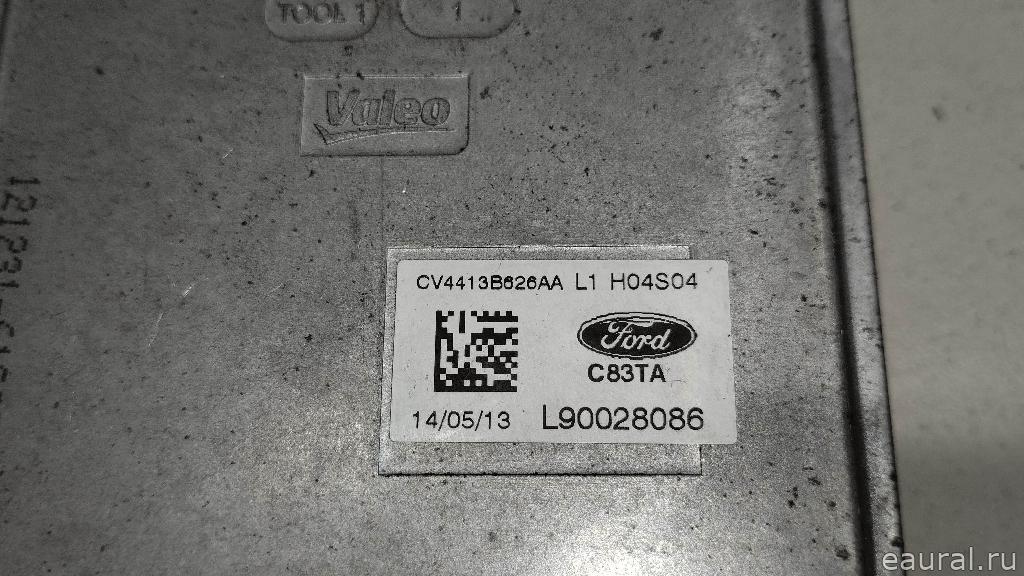 TOOL 1 1
Valeo
CV4413B626AA L1 H04S04
Ford
C83TA
14/05/13 L90028086
eaural.ru